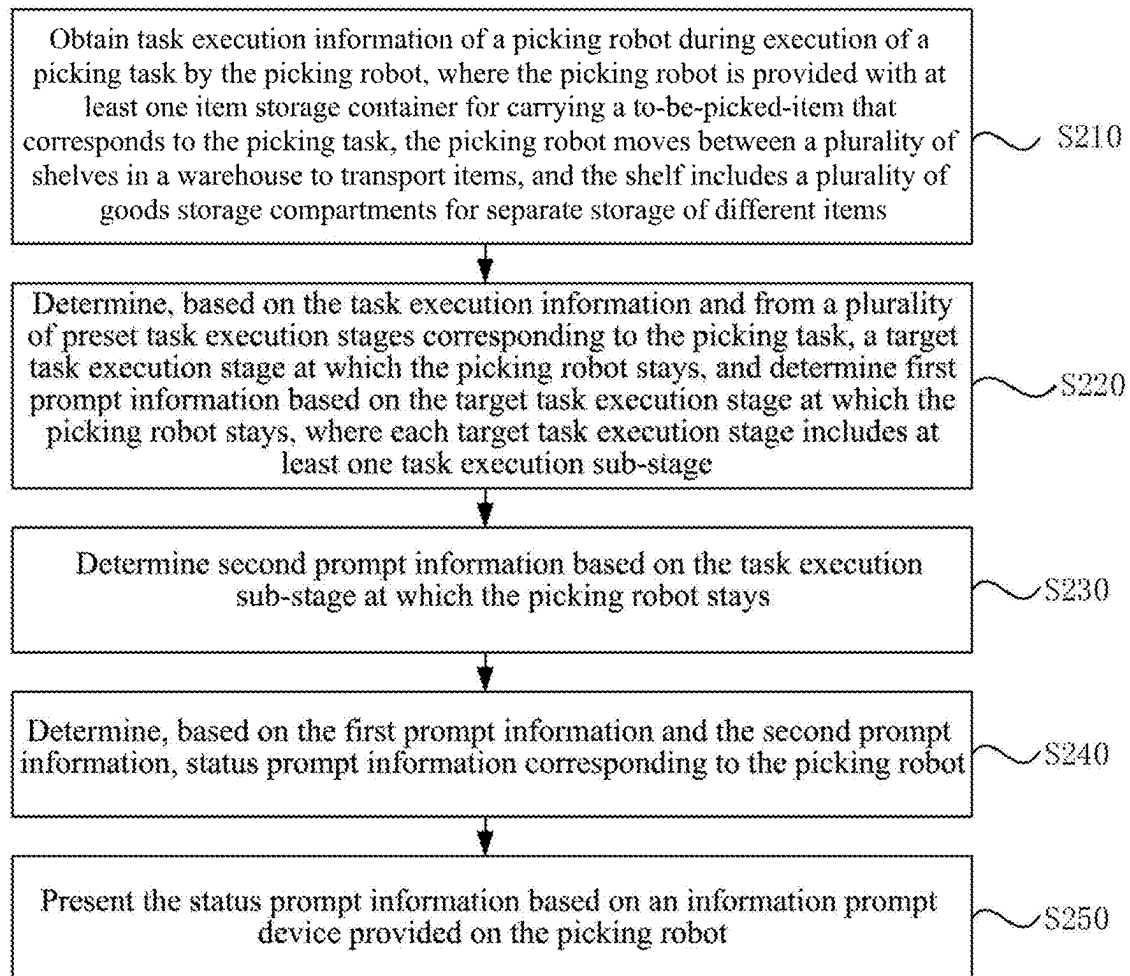 Obtain task execution information of a picking robot during execution of a
picking task by the picking robot, where the picking robot is provided with at
least one item storage container for carrying a to-be-picked-item that
corresponds to the picking task, the picking robot moves between a plurality of
shelves in a warehouse to transport items, and the shelf includes a plurality of
goods storage compartments for separate storage of different items
S210
Determine, based on the task execution information and from a plurality
of preset task execution stages corresponding to the picking task, a target
task execution stage at which the picking robot stays, and determine first
prompt information based on the target task execution stage at which the
picking robot stays, where each target task execution stage includes at
least one task execution sub-stage
S220
Determine second prompt information based on the task execution
sub-stage at which the picking robot stays
S230
Determine, based on the first prompt information and the second prompt
information, status prompt information corresponding to the picking robot
S240
Present the status prompt information based on an information prompt
device provided on the picking robot
S250